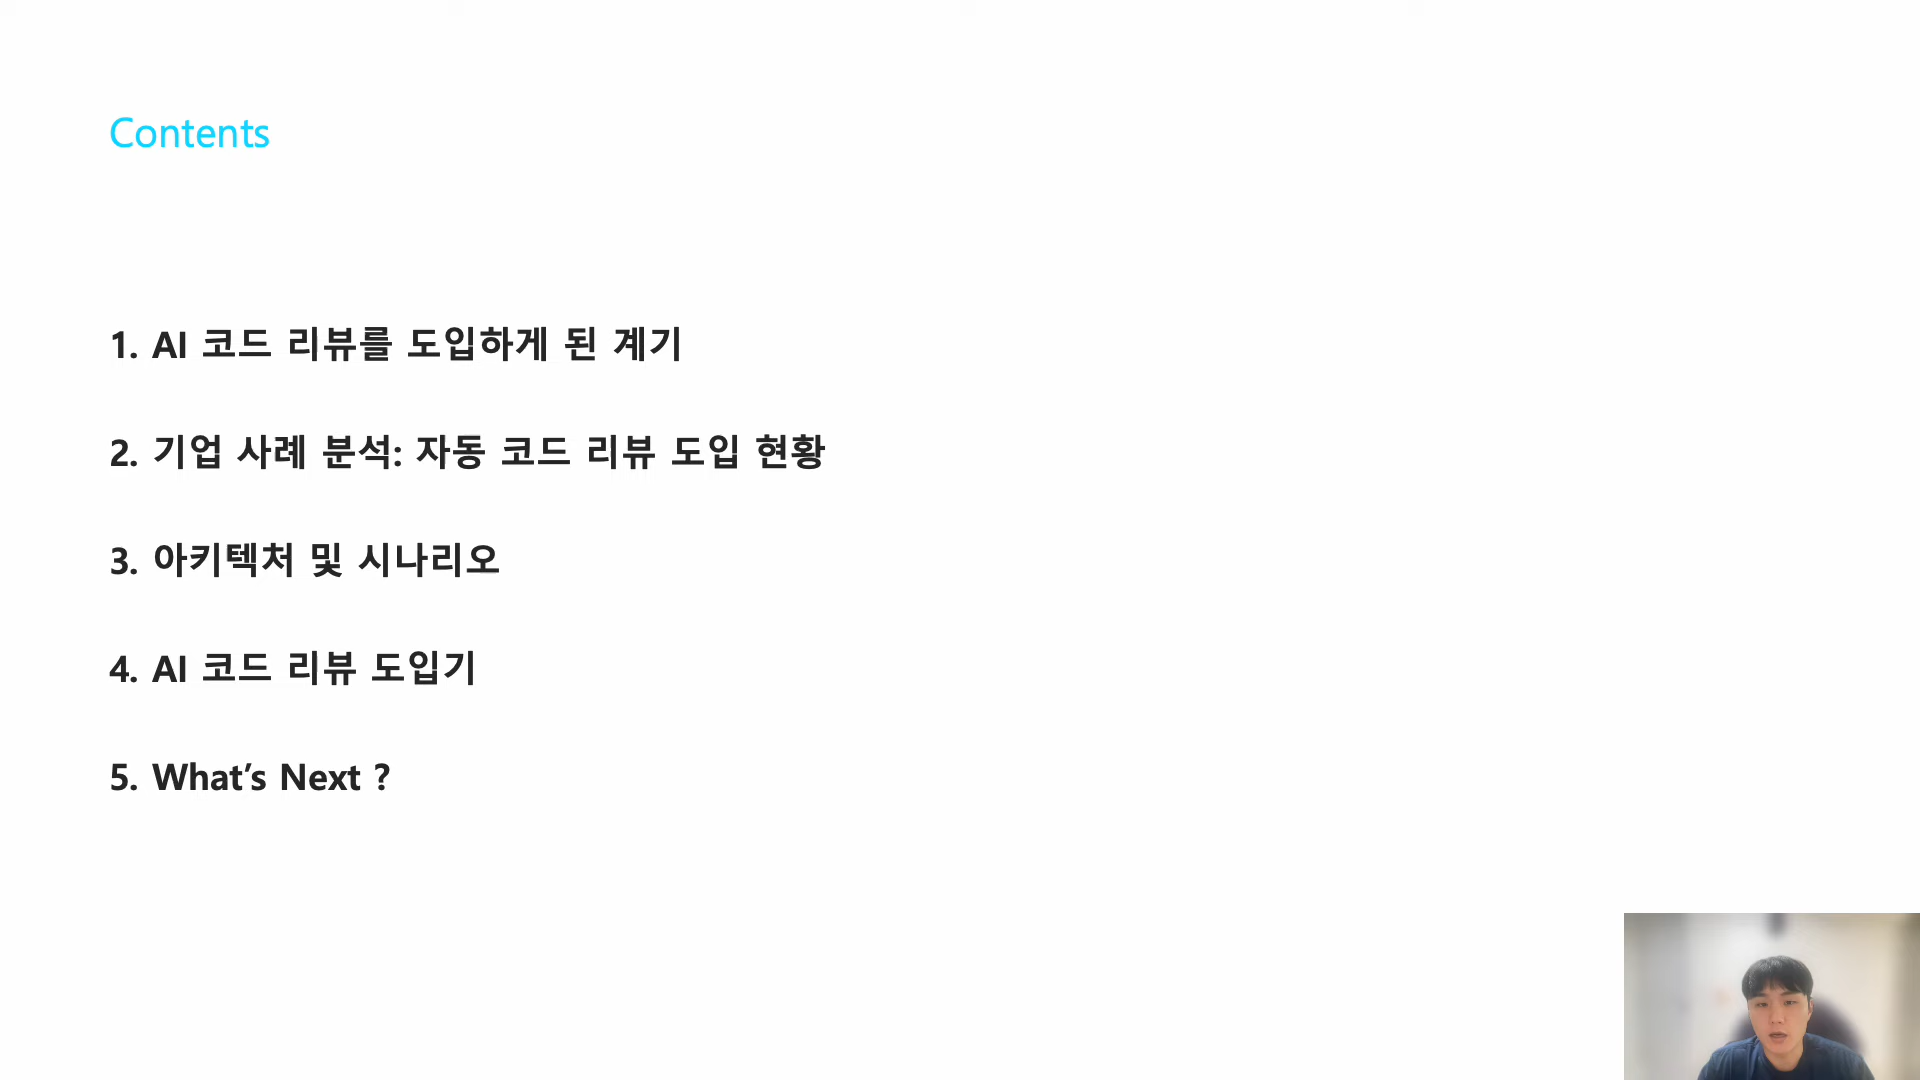 Contents
1. AI 코드 리뷰를 도입하게 된 계기
2. 기업 사례 분석: 자동 코드 리뷰 도입 현황
3. 아키텍처 및 시나리오
4. AI 코드 리뷰 도입기
5. What’s Next ?